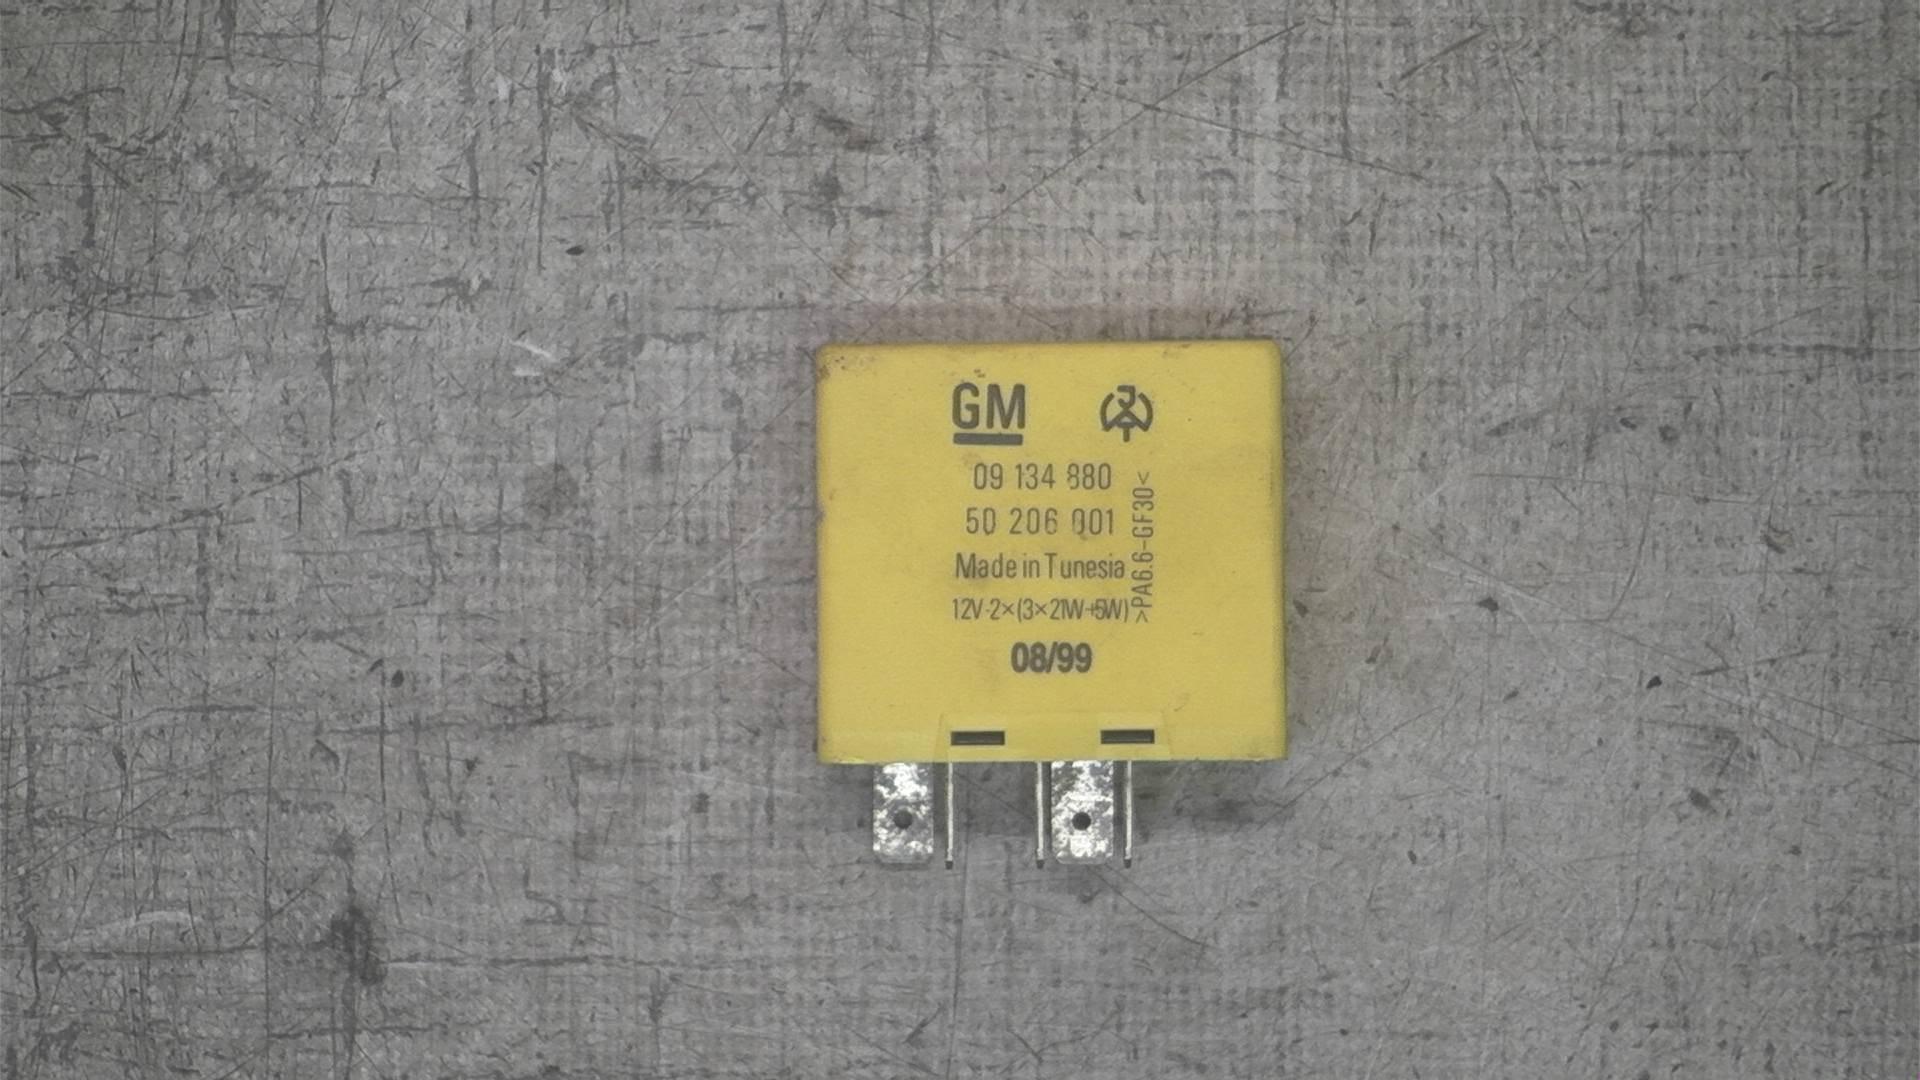 GM
09 134 880
50 206 001
Made in Tunesia
12V-2×(3×21W+5W)
>PA6.6-GF30<
08/99